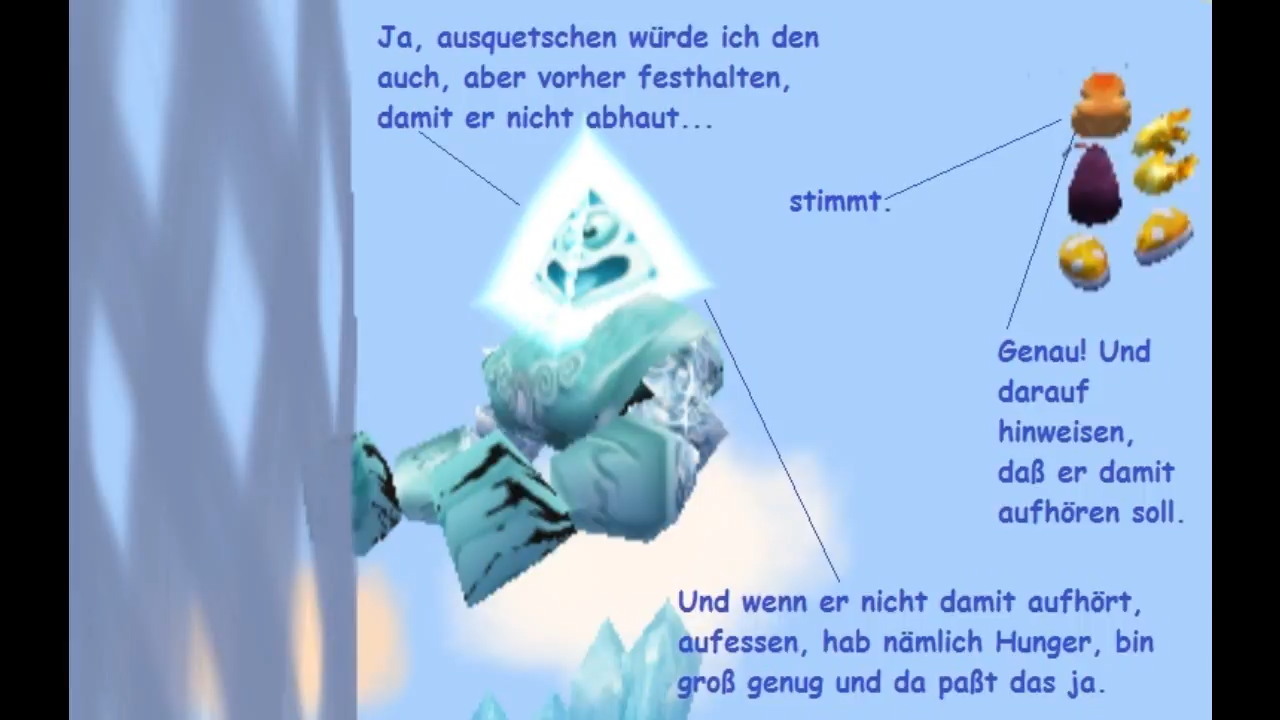 Ja, ausquetschen würde ich den
auch, aber vorher festhalten,
damit er nicht abhaut...
stimmt.
Genau! Und
darauf
hinweisen,
daß er damit
aufhören soll.
Und wenn er nicht damit aufhört,
aufessen, hab nämlich Hunger, bin
groß genug und da paßt das ja.